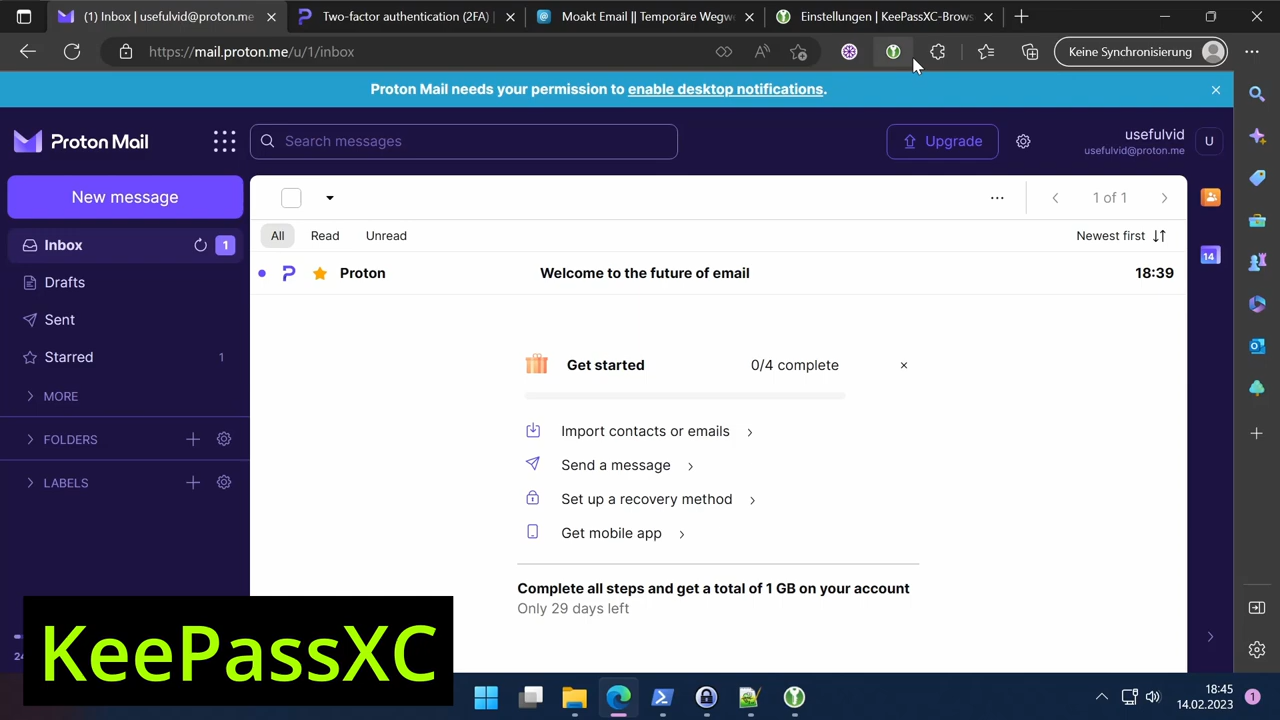 (1) Inbox | usefulvid@proton.me
Two-factor authentication (2FA) |
Moakt Email || Temporäre Wegw
Einstellungen | KeePassXC-Brows
https://mail.proton.me/u/1/inbox
Keine Synchronisierung
Proton Mail needs your permission to enable desktop notifications.
Proton Mail
Search messages
Upgrade
usefulvid
usefulvid@proton.me
U
New message
1 of 1
Inbox
1
All
Read
Unread
Newest first
14
Drafts
Proton
Welcome to the future of email
18:39
Sent
Starred
1
Get started
0/4 complete
MORE
FOLDERS
Import contacts or emails
Send a message
LABELS
Set up a recovery method
Get mobile app
Complete all steps and get a total of 1 GB on your account
Only 29 days left
KeePassXC
18:45
14.02.2023
1